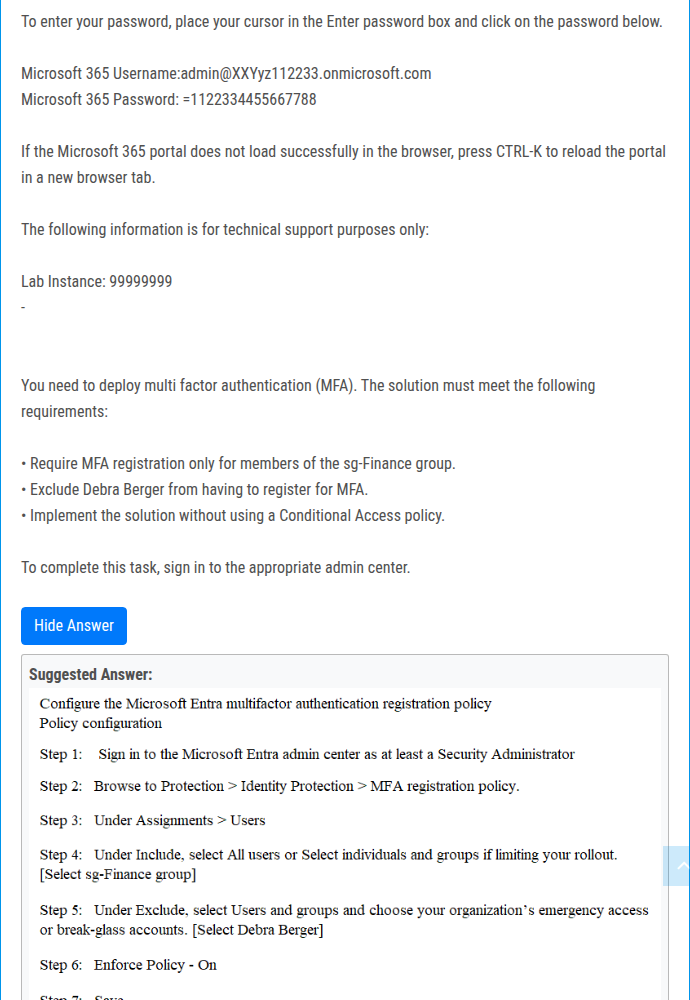 To enter your password, place your cursor in the Enter password box and click on the password below.
Microsoft 365 Username:admin@XXYyz112233.onmicrosoft.com
Microsoft 365 Password: =1122334455667788
If the Microsoft 365 portal does not load successfully in the browser, press CTRL-K to reload the portal
in a new browser tab.
The following information is for technical support purposes only:
Lab Instance: 99999999
-
You need to deploy multi factor authentication (MFA). The solution must meet the following
requirements:
• Require MFA registration only for members of the sg-Finance group.
• Exclude Debra Berger from having to register for MFA.
• Implement the solution without using a Conditional Access policy.
To complete this task, sign in to the appropriate admin center.
Hide Answer
Suggested Answer:
Configure the Microsoft Entra multifactor authentication registration policy
Policy configuration
Step 1: Sign in to the Microsoft Entra admin center as at least a Security Administrator
Step 2: Browse to Protection > Identity Protection > MFA registration policy.
Step 3: Under Assignments > Users
Step 4: Under Include, select All users or Select individuals and groups if limiting your rollout.
[Select sg-Finance group]
Step 5: Under Exclude, select Users and groups and choose your organization's emergency access
or break-glass accounts. [Select Debra Berger]
Step 6: Enforce Policy - On
Step 7: Save